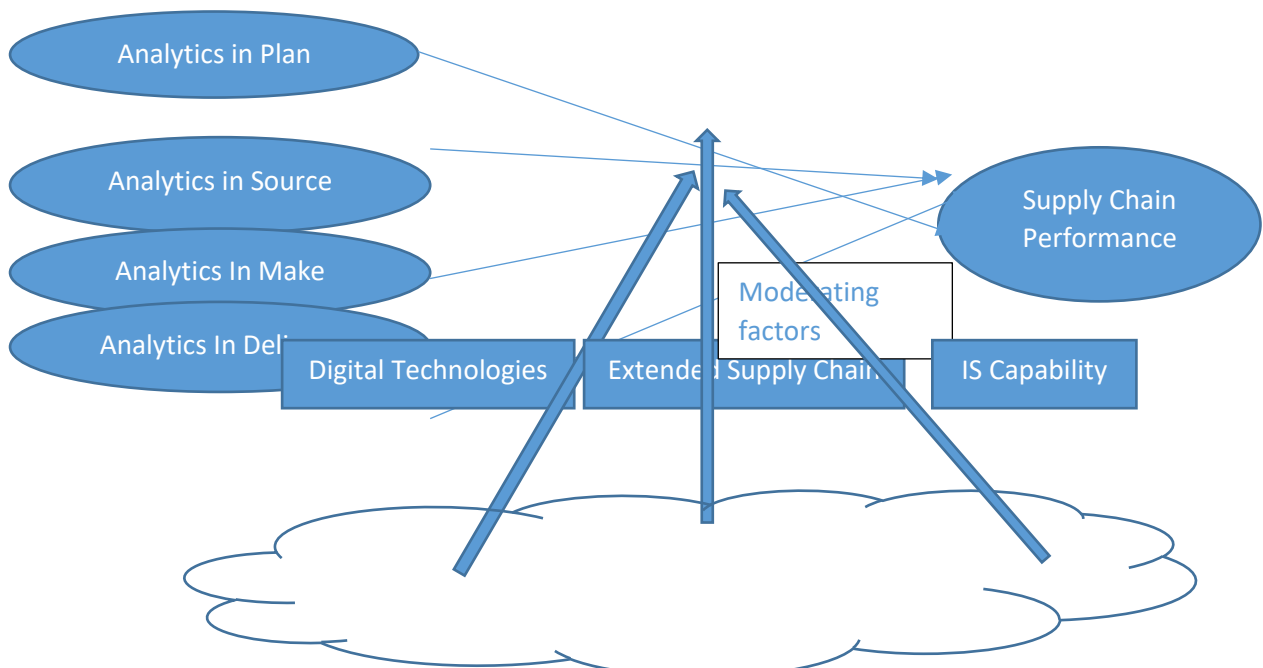 Analytics in Plan
Analytics in Source
Supply Chain
Performance
Analytics In Make
Moderating
factors
Analytics In
Digital Technologies
Extended Supply Chain
IS Capability